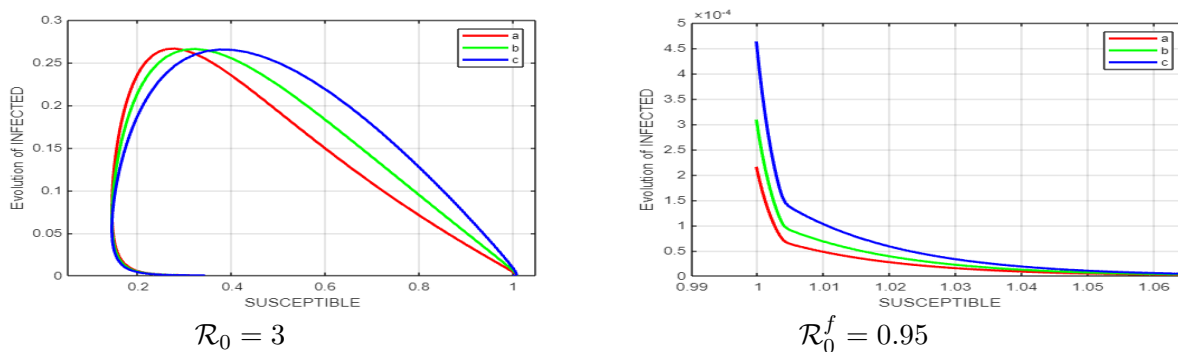 0.3
0.25
0.2
0.15
0.1
0.05
0
Evolution of INFECTED
a
b
c
0.2
0.4
0.6
0.8
1
SUSCEPTIBLE
R₀ = 3
×10⁻⁴
5
4.5
4
3.5
3
2.5
2
1.5
1
0.5
0
Evolution of INFECTED
a
b
c
0.99
1
1.01
1.02
1.03
1.04
1.05
1.06
SUSCEPTIBLE
R₀ᶠ = 0.95